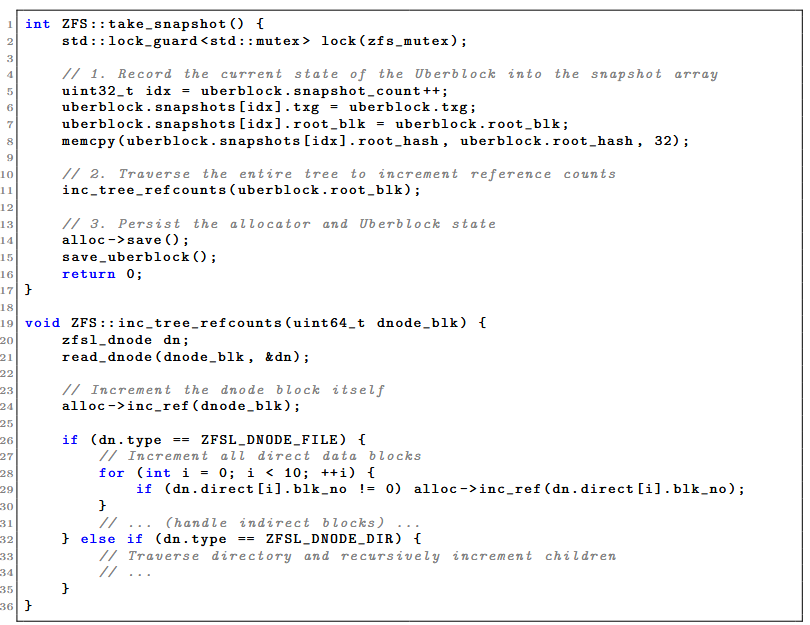 1 int ZFS::take_snapshot() {
2     std::lock_guard<std::mutex> lock(zfs_mutex);
3
4     // 1. Record the current state of the Uberblock into the snapshot array
5     uint32_t idx = uberblock.snapshot_count++;
6     uberblock.snapshots[idx].txg = uberblock.txg;
7     uberblock.snapshots[idx].root_blk = uberblock.root_blk;
8     memcpy(uberblock.snapshots[idx].root_hash, uberblock.root_hash, 32);
9
10     // 2. Traverse the entire tree to increment reference counts
11     inc_tree_refcounts(uberblock.root_blk);
12
13     // 3. Persist the allocator and Uberblock state
14     alloc->save();
15     save_uberblock();
16     return 0;
17 }
18
19 void ZFS::inc_tree_refcounts(uint64_t dnode_blk) {
20     zfsl_dnode dn;
21     read_dnode(dnode_blk, &dn);
22
23     // Increment the dnode block itself
24     alloc->inc_ref(dnode_blk);
25
26     if (dn.type == ZFSL_DNODE_FILE) {
27         // Increment all direct data blocks
28         for (int i = 0; i < 10; ++i) {
29             if (dn.direct[i].blk_no != 0) alloc->inc_ref(dn.direct[i].blk_no);
30         }
31         // ... (handle indirect blocks) ...
32     } else if (dn.type == ZFSL_DNODE_DIR) {
33         // Traverse directory and recursively increment children
34         // ...
35     }
36 }